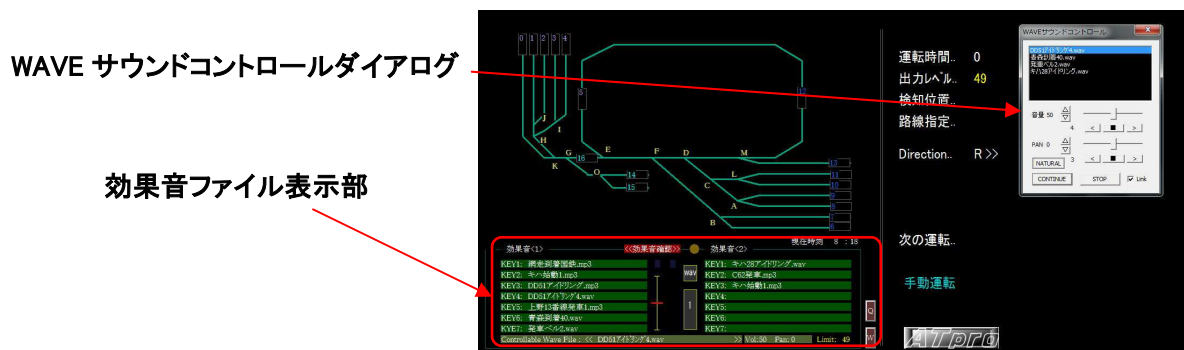 WAVE サウンドコントロールダイアログ
効果音ファイル表示部
0 1 2 3 4
5
12
J
I
H
G
E
F
D
M
K
16
O
14
15
13
L
11
10
C
9
8
A
7
B
6
運転時間.. 0
出力レベル.. 49
検知位置..
路線指定..
Direction.. R >>
次の運転..
手動運転
ATpro
WAVEサウンドコントロール
DD51アイドリング4.wav
青森到着40.wav
発車ベル2.wav
キハ28アイドリング.wav
音量 50
4
< ■ >
PAN 0
NATURAL
3
< ■ >
CONTINUE STOP Link
現在時刻 8 : 18
効果音<1> <<効果音確認>> 効果音<2>
KEY1: 網走到着国鉄.mp3
KEY2: キハ始動1.mp3
KEY3: DD51アイドリング.mp3
KEY4: DD51アイドリング4.wav
KEY5: 上野13番線発車1.mp3
KEY6: 青森到着40.wav
KYE7: 発車ベル2.wav
wav
1
KEY1: キハ28アイドリング.wav
KEY2: C62発車.mp3
KEY3: キハ始動1.mp3
KEY4:
KEY5:
KEY6:
KEY7:
Q
W
Controllable Wave File : << DD51アイドリング4.wav >> Vol:50 Pan: 0 Limit: 49